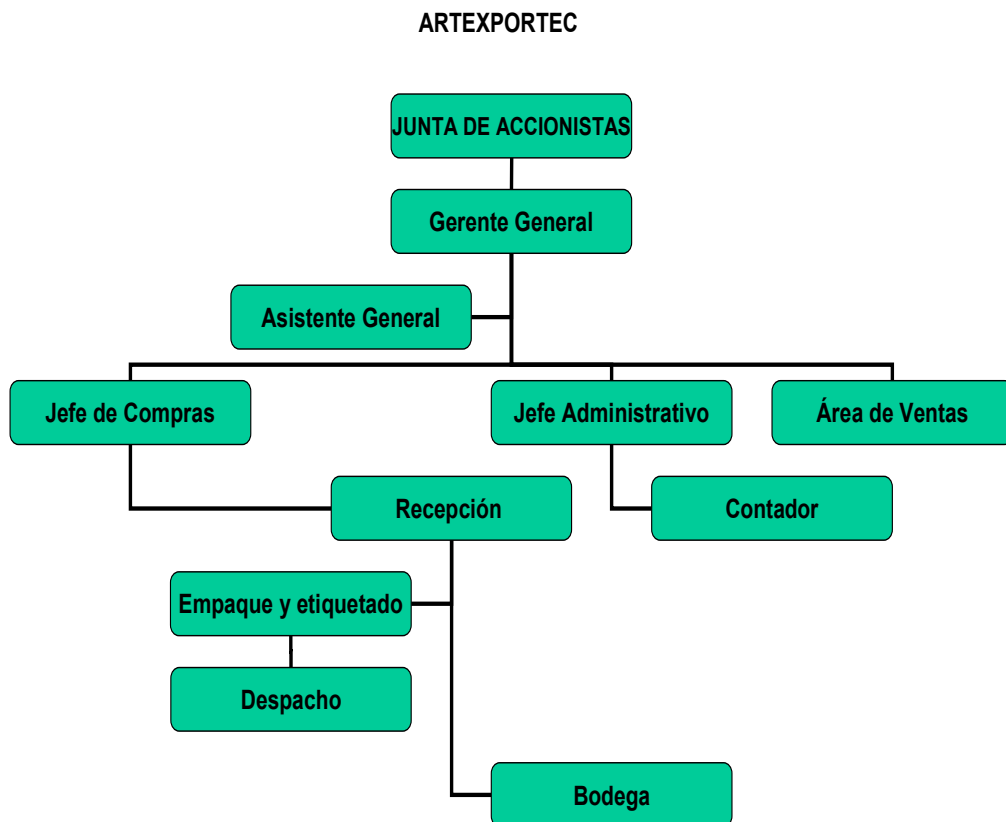 ARTEXPORTEC
JUNTA DE ACCIONISTAS
Gerente General
Asistente General
Jefe de Compras
Jefe Administrativo
Área de Ventas
Recepción
Contador
Empaque y etiquetado
Despacho
Bodega